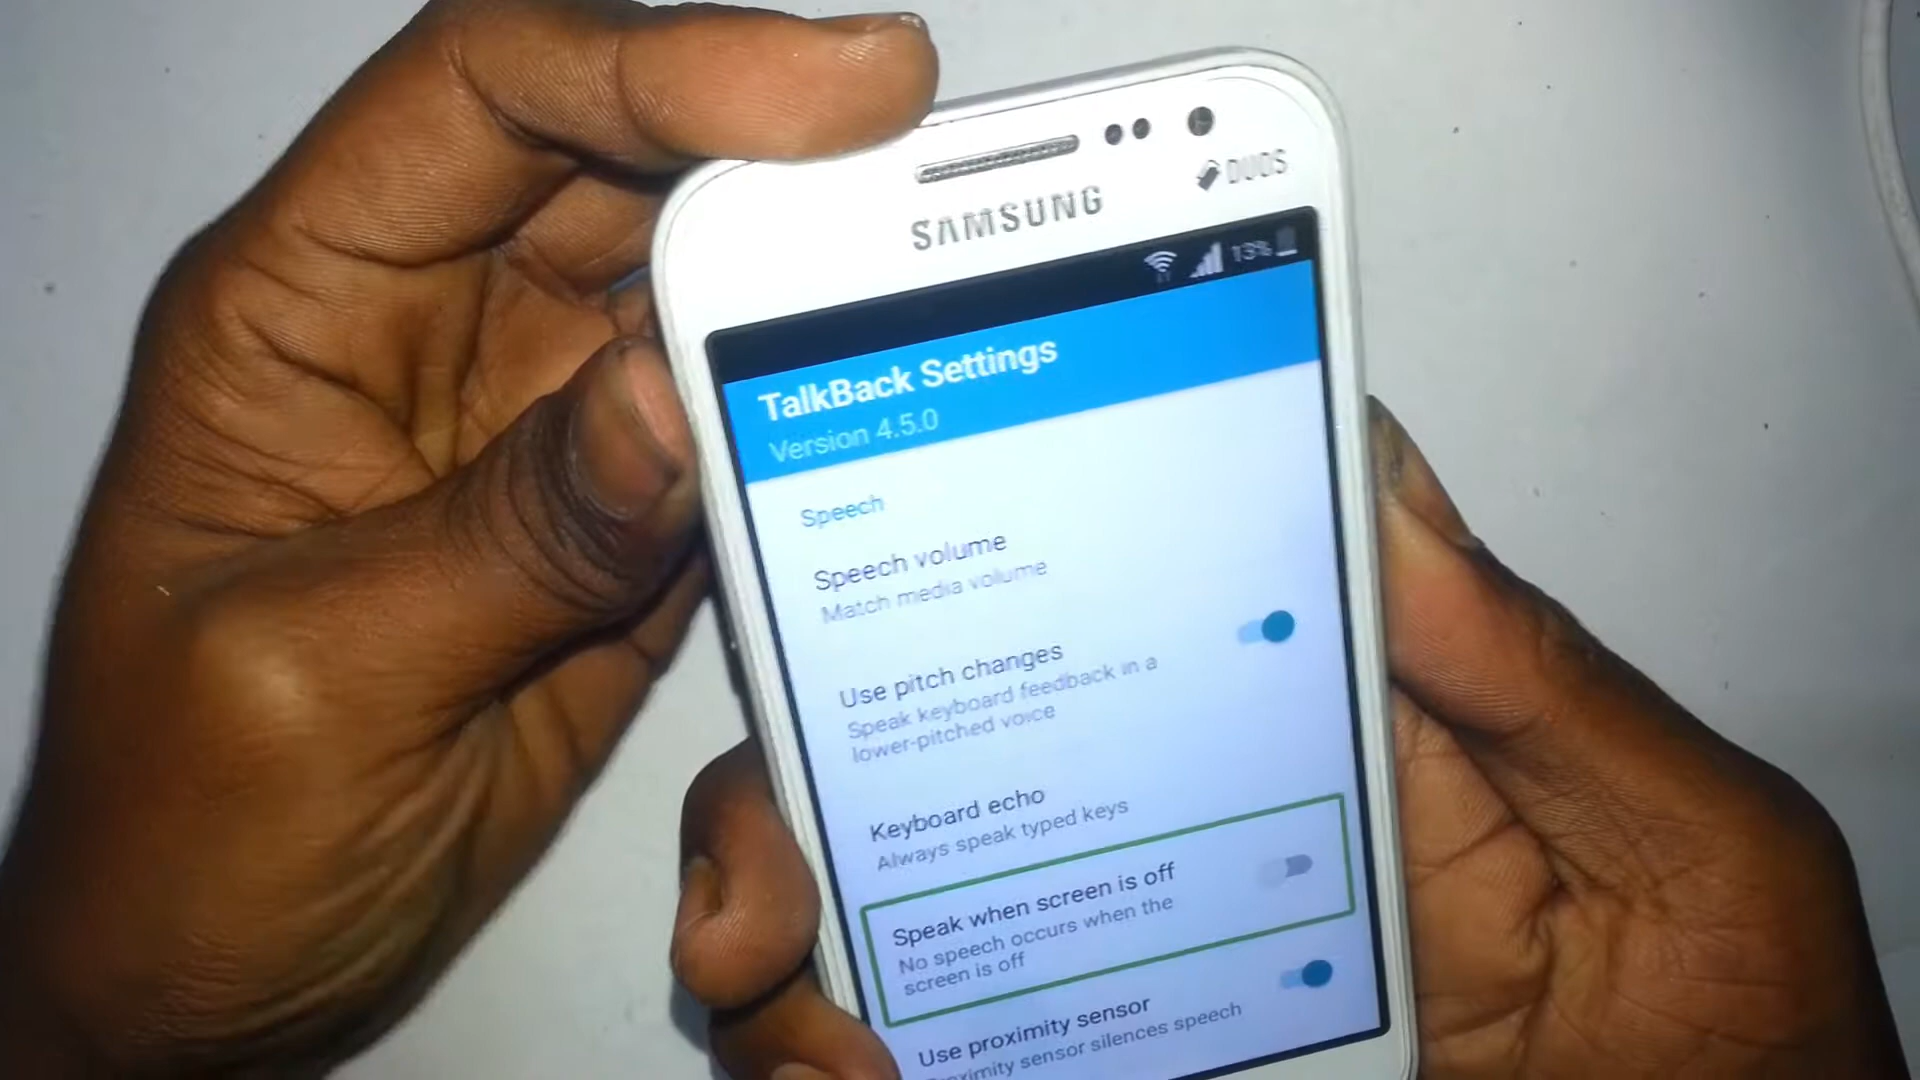 DUOS
SAMSUNG
13%
TalkBack Settings
Version 4.5.0
Speech
Speech volume
Match media volume
Use pitch changes
Speak keyboard feedback in a
lower-pitched voice
Keyboard echo
Always speak typed keys
Speak when screen is off
No speech occurs when the
screen is off
Use proximity sensor
Proximity sensor silences speech